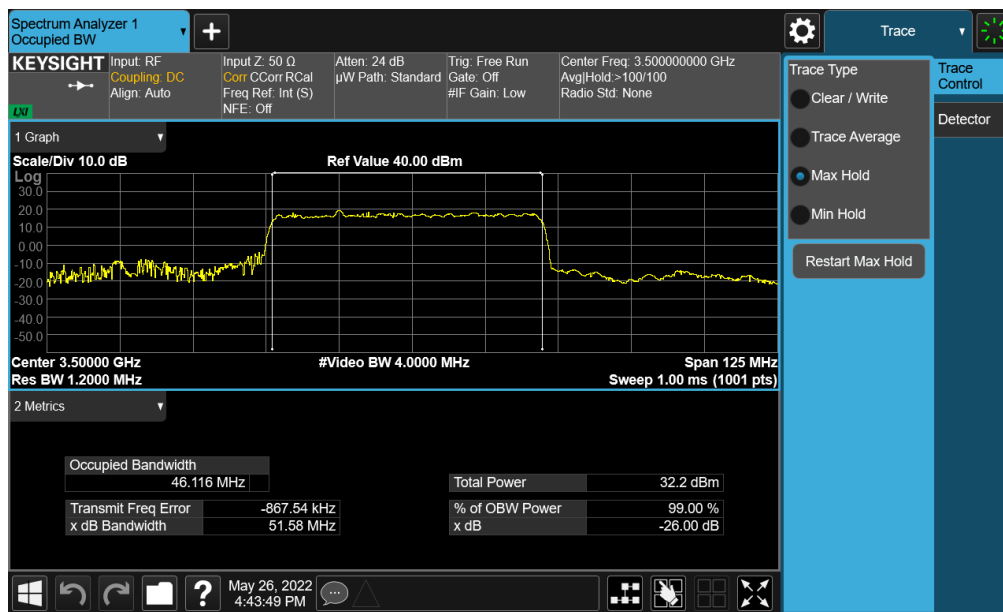 Spectrum Analyzer 1
Occupied BW
+
Trace
KEYSIGHT
LXI
Input: RF
Coupling: DC
Align: Auto
Input Z: 50 Ω
Corr CCorr RCal
Freq Ref: Int (S)
NFE: Off
Atten: 24 dB
µW Path: Standard
Trig: Free Run
Gate: Off
#IF Gain: Low
Center Freq: 3.500000000 GHz
Avg|Hold:>100/100
Radio Std: None
Trace Type
Clear / Write
Trace Average
Max Hold
Min Hold
Restart Max Hold
Trace
Control
Detector
1 Graph
Scale/Div 10.0 dB
Ref Value 40.00 dBm
Log
30.0
20.0
10.0
0.00
-10.0
-20.0
-30.0
-40.0
-50.0
Center 3.50000 GHz
#Video BW 4.0000 MHz
Span 125 MHz
Res BW 1.2000 MHz
Sweep 1.00 ms (1001 pts)
2 Metrics
Occupied Bandwidth
46.116 MHz
Total Power 32.2 dBm
Transmit Freq Error -867.54 kHz
% of OBW Power 99.00 %
x dB Bandwidth 51.58 MHz
x dB -26.00 dB
?
May 26, 2022
4:43:49 PM